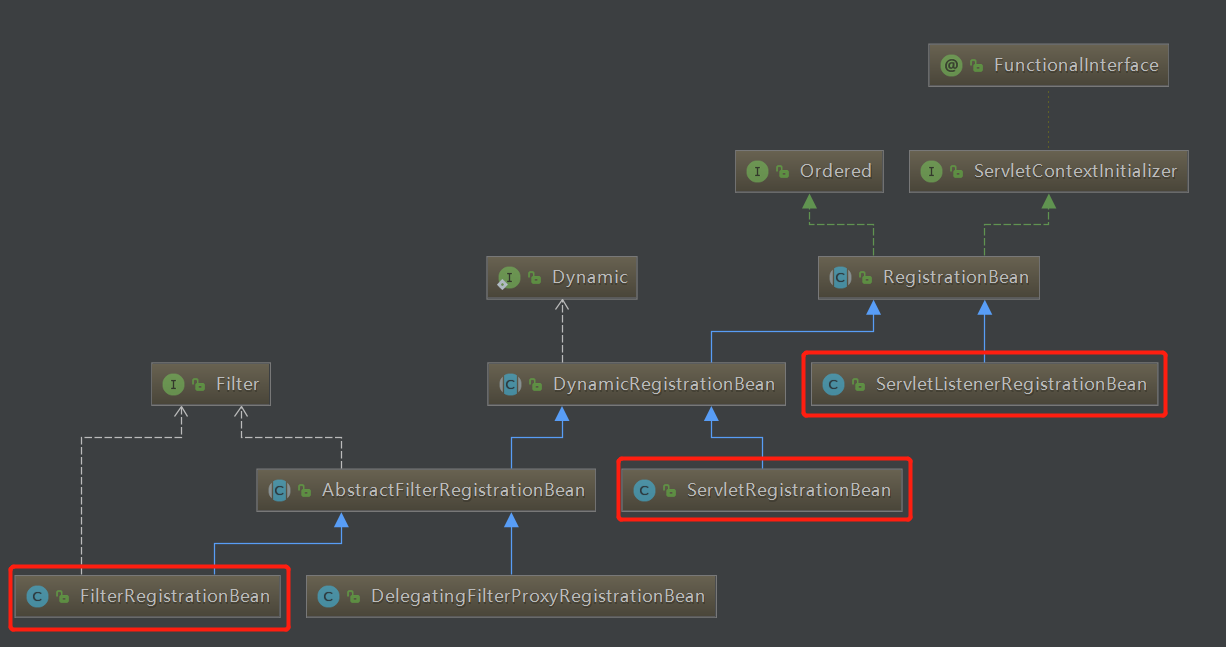 @ FunctionalInterface
I Ordered
I ServletContextInitializer
I Dynamic
C RegistrationBean
I Filter
C DynamicRegistrationBean
C ServletListenerRegistrationBean
C AbstractFilterRegistrationBean
C ServletRegistrationBean
C FilterRegistrationBean
C DelegatingFilterProxyRegistrationBean